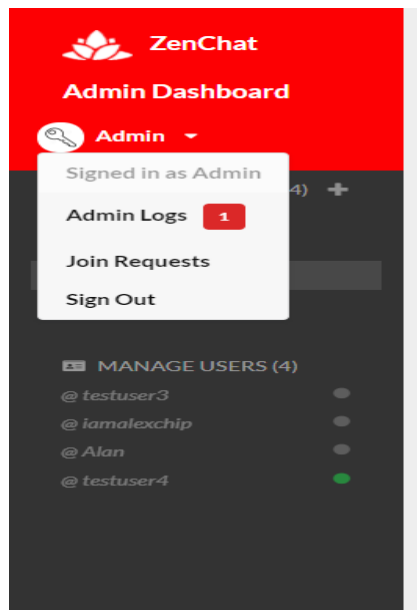 ZenChat
Admin Dashboard
Admin
Signed in as Admin
4)
Admin Logs 1
Join Requests
Sign Out
MANAGE USERS (4)
@ testuser3
@ iamalexchip
@ Alan
@ testuser4